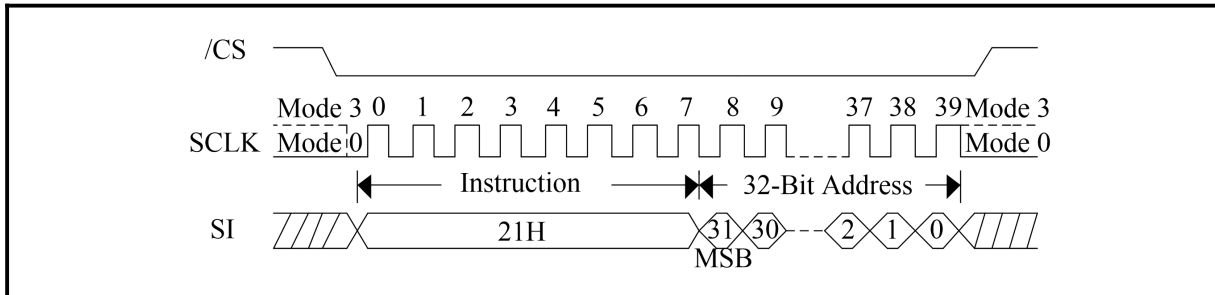 /CS
Mode 3 0 1 2 3 4 5 6 7 8 9 37 38 39 Mode 3
SCLK Mode 0 Mode 0
Instruction 32-Bit Address
SI 21H 31 30 2 1 0
MSB